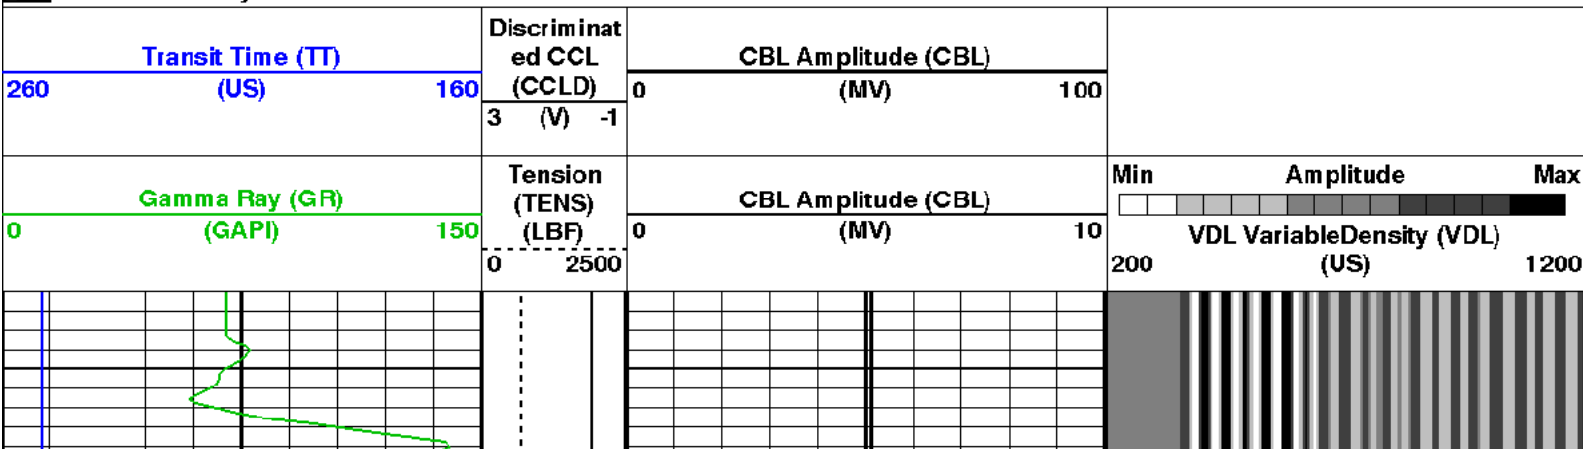 Transit Time (TT)
260 (US) 160
Discriminat
ed CCL
(CCLD)
3 (V) -1
CBL Amplitude (CBL)
0 (MV) 100
Gamma Ray (GR)
0 (GAPI) 150
Tension
(TENS)
(LBF)
0 2500
CBL Amplitude (CBL)
0 (MV) 10
Min Amplitude Max
VDL VariableDensity (VDL)
200 (US) 1200